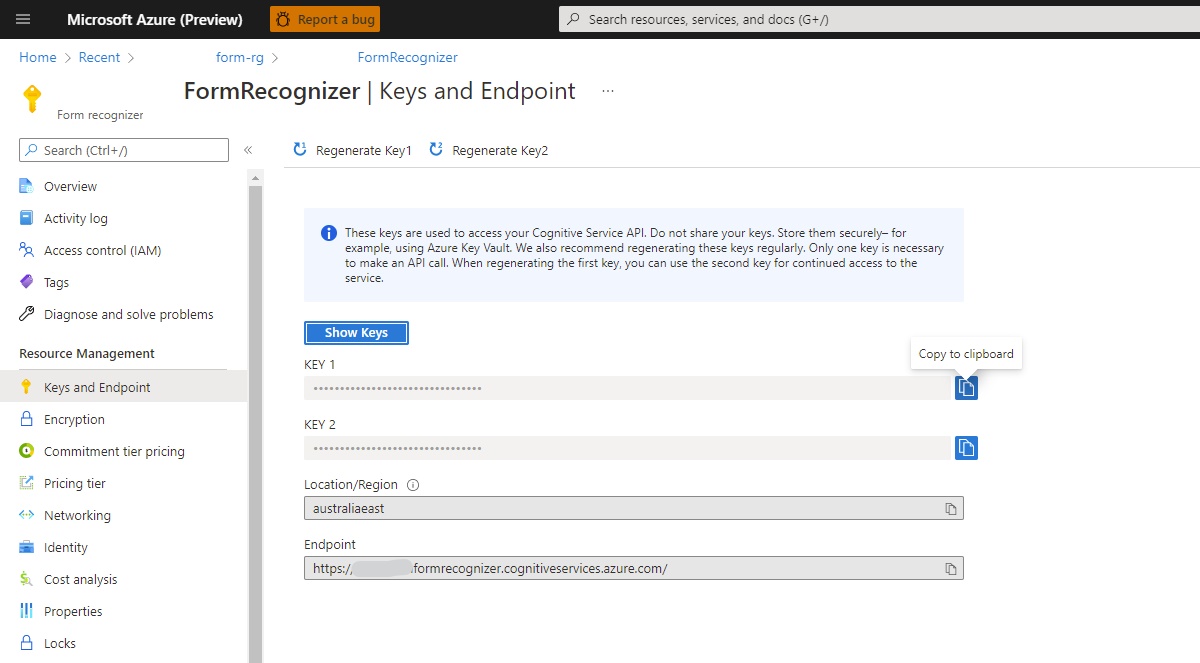 Microsoft Azure (Preview)
Report a bug
Search resources, services, and docs (G+/)
Home > Recent > form-rg > FormRecognizer
FormRecognizer | Keys and Endpoint ...
Form recognizer
Search (Ctrl+/)
«
Overview
Activity log
Access control (IAM)
Tags
Diagnose and solve problems
Resource Management
Keys and Endpoint
Encryption
Commitment tier pricing
Pricing tier
Networking
Identity
Cost analysis
Properties
Locks
Regenerate Key1
Regenerate Key2
These keys are used to access your Cognitive Service API. Do not share your keys. Store them securely– for
example, using Azure Key Vault. We also recommend regenerating these keys regularly. Only one key is necessary
to make an API call. When regenerating the first key, you can use the second key for continued access to the
service.
Show Keys
Copy to clipboard
KEY 1
••••••••••••••••••••••••••••••••
KEY 2
••••••••••••••••••••••••••••••••
Location/Region
australiaeast
Endpoint
https:// formrecognizer.cognitiveservices.azure.com/